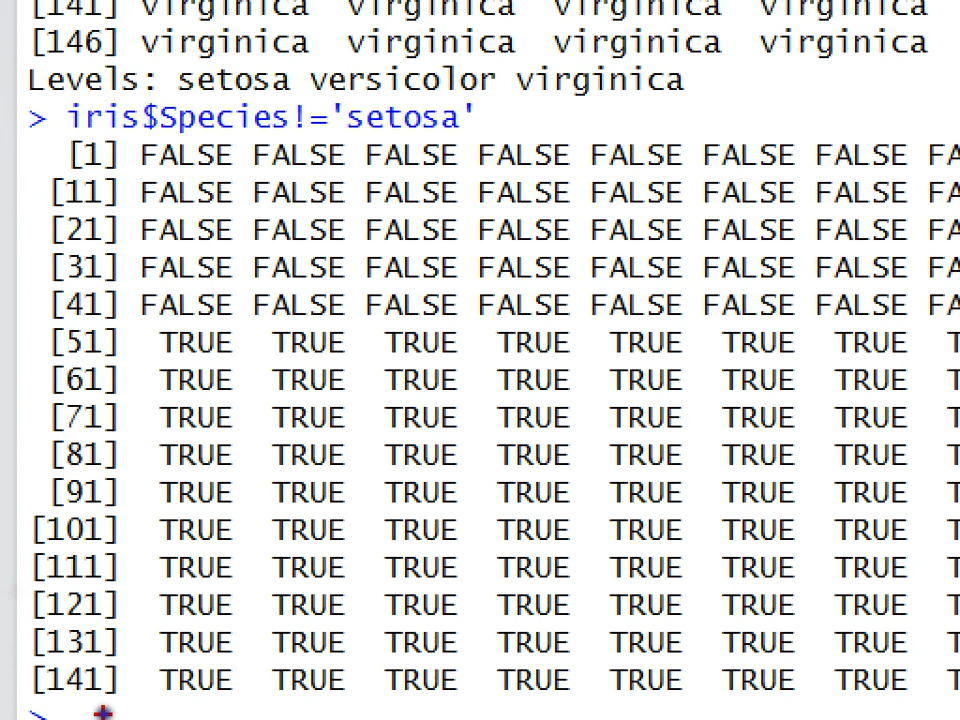 [141] virginica virginica virginica virginica
[146] virginica virginica virginica virginica
Levels: setosa versicolor virginica
> iris$Species!='setosa'
[1] FALSE FALSE FALSE FALSE FALSE FALSE FALSE FA
[11] FALSE FALSE FALSE FALSE FALSE FALSE FALSE FA
[21] FALSE FALSE FALSE FALSE FALSE FALSE FALSE FA
[31] FALSE FALSE FALSE FALSE FALSE FALSE FALSE FA
[41] FALSE FALSE FALSE FALSE FALSE FALSE FALSE FA
[51] TRUE TRUE TRUE TRUE TRUE TRUE TRUE T
[61] TRUE TRUE TRUE TRUE TRUE TRUE TRUE T
[71] TRUE TRUE TRUE TRUE TRUE TRUE TRUE T
[81] TRUE TRUE TRUE TRUE TRUE TRUE TRUE T
[91] TRUE TRUE TRUE TRUE TRUE TRUE TRUE T
[101] TRUE TRUE TRUE TRUE TRUE TRUE TRUE T
[111] TRUE TRUE TRUE TRUE TRUE TRUE TRUE T
[121] TRUE TRUE TRUE TRUE TRUE TRUE TRUE T
[131] TRUE TRUE TRUE TRUE TRUE TRUE TRUE T
[141] TRUE TRUE TRUE TRUE TRUE TRUE TRUE T
>